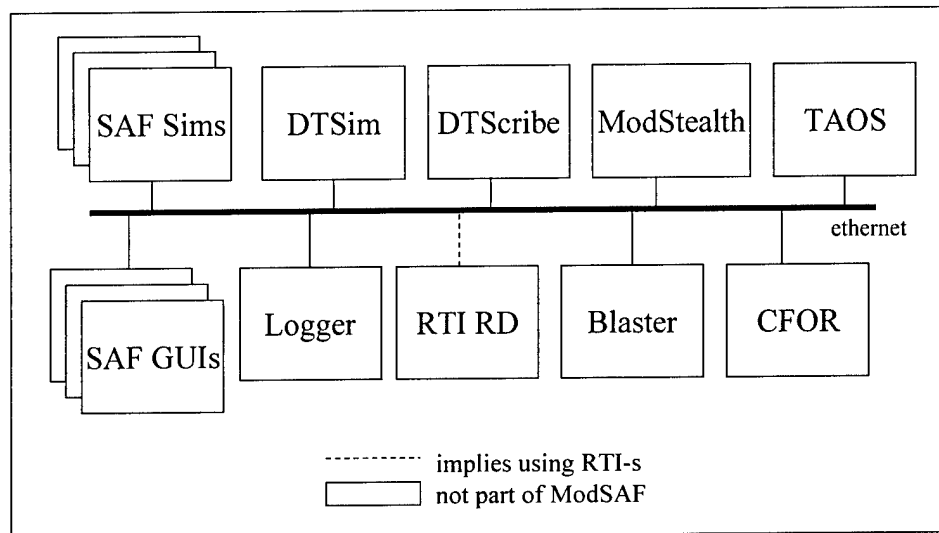 SAF Sims
DTSim
DTScribe
ModStealth
TAOS
ethernet
SAF GUIs
Logger
RTI RD
Blaster
CFOR
implies using RTI-s
not part of ModSAF